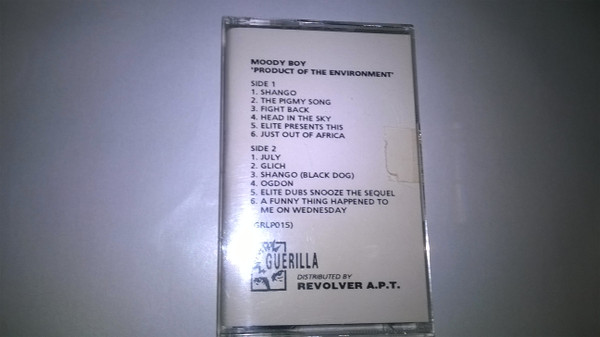 MOODY BOY
'PRODUCT OF THE ENVIRONMENT'
SIDE 1
1. SHANGO
2. THE PIGMY SONG
3. FIGHT BACK
4. HEAD IN THE SKY
5. ELITE PRESENTS THIS
6. JUST OUT OF AFRICA
SIDE 2
1. JULY
2. GLICH
3. SHANGO (BLACK DOG)
4. OGDON
5. ELITE DUBS SNOOZE THE SEQUEL
6. A FUNNY THING HAPPENED TO
ME ON WEDNESDAY
GRLP015)
GUERILLA
DISTRIBUTED BY
REVOLVER A.P.T.